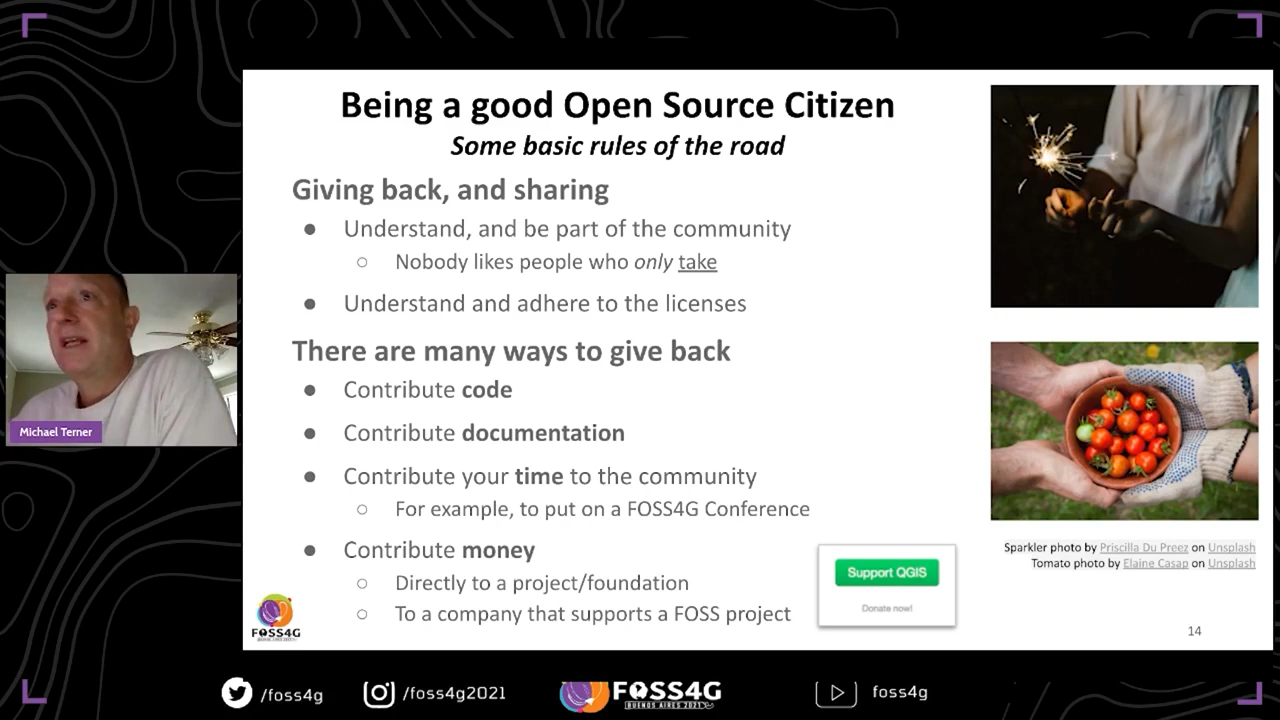 Being a good Open Source Citizen
Some basic rules of the road
Giving back, and sharing
● Understand, and be part of the community
○ Nobody likes people who only take
● Understand and adhere to the licenses
There are many ways to give back
● Contribute code
● Contribute documentation
● Contribute your time to the community
○ For example, to put on a FOSS4G Conference
● Contribute money
○ Directly to a project/foundation
○ To a company that supports a FOSS project
Support QGIS
Donate now!
Sparkler photo by Priscilla Du Preez on Unsplash
Tomato photo by Elaine Casap on Unsplash
14
FOSS4G
BUENOS AIRES 2021
Michael Terner
/foss4g
/foss4g2021
FOSS4G
BUENOS AIRES 2021
foss4g